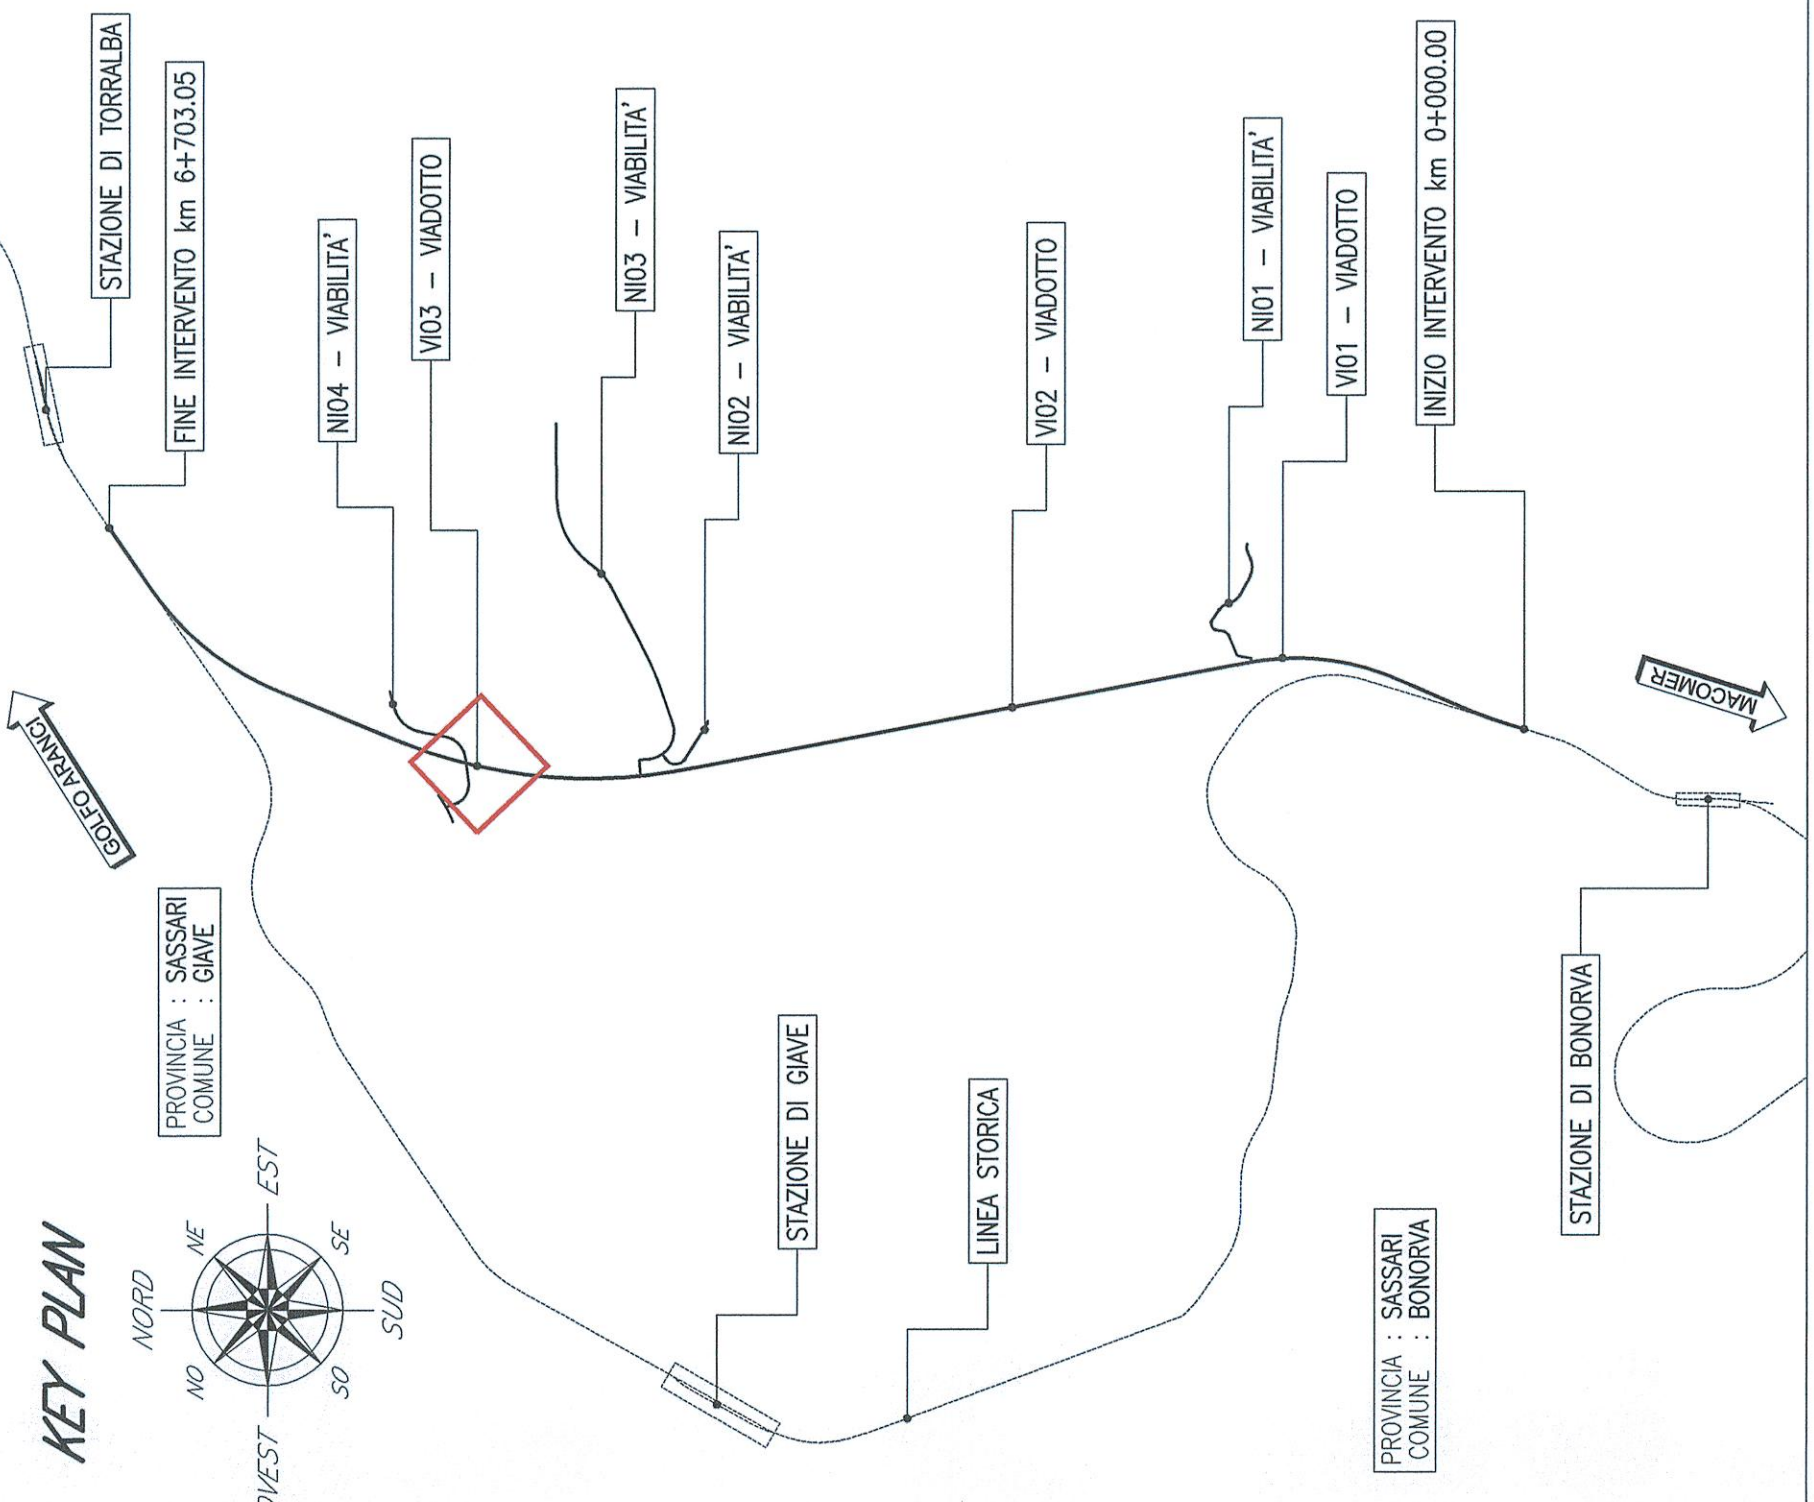 KEY PLAN
NORD
NE
EST
SE
SUD
SO
NO
PROVINCIA : SASSARI
COMUNE : GIAVE
GOLFO ARANCI
STAZIONE DI TORRALBA
FINE INTERVENTO km 6+703.05
NI04 - VIABILITA'
VI03 - VIADOTTO
NI03 - VIABILITA'
NI02 - VIABILITA'
VI02 - VIADOTTO
NI01 - VIABILITA'
VI01 - VIADOTTO
INIZIO INTERVENTO km 0+000.00
MACOMER
STAZIONE DI GIAVE
LINEA STORICA
PROVINCIA : SASSARI
COMUNE : BONORVA
STAZIONE DI BONORVA